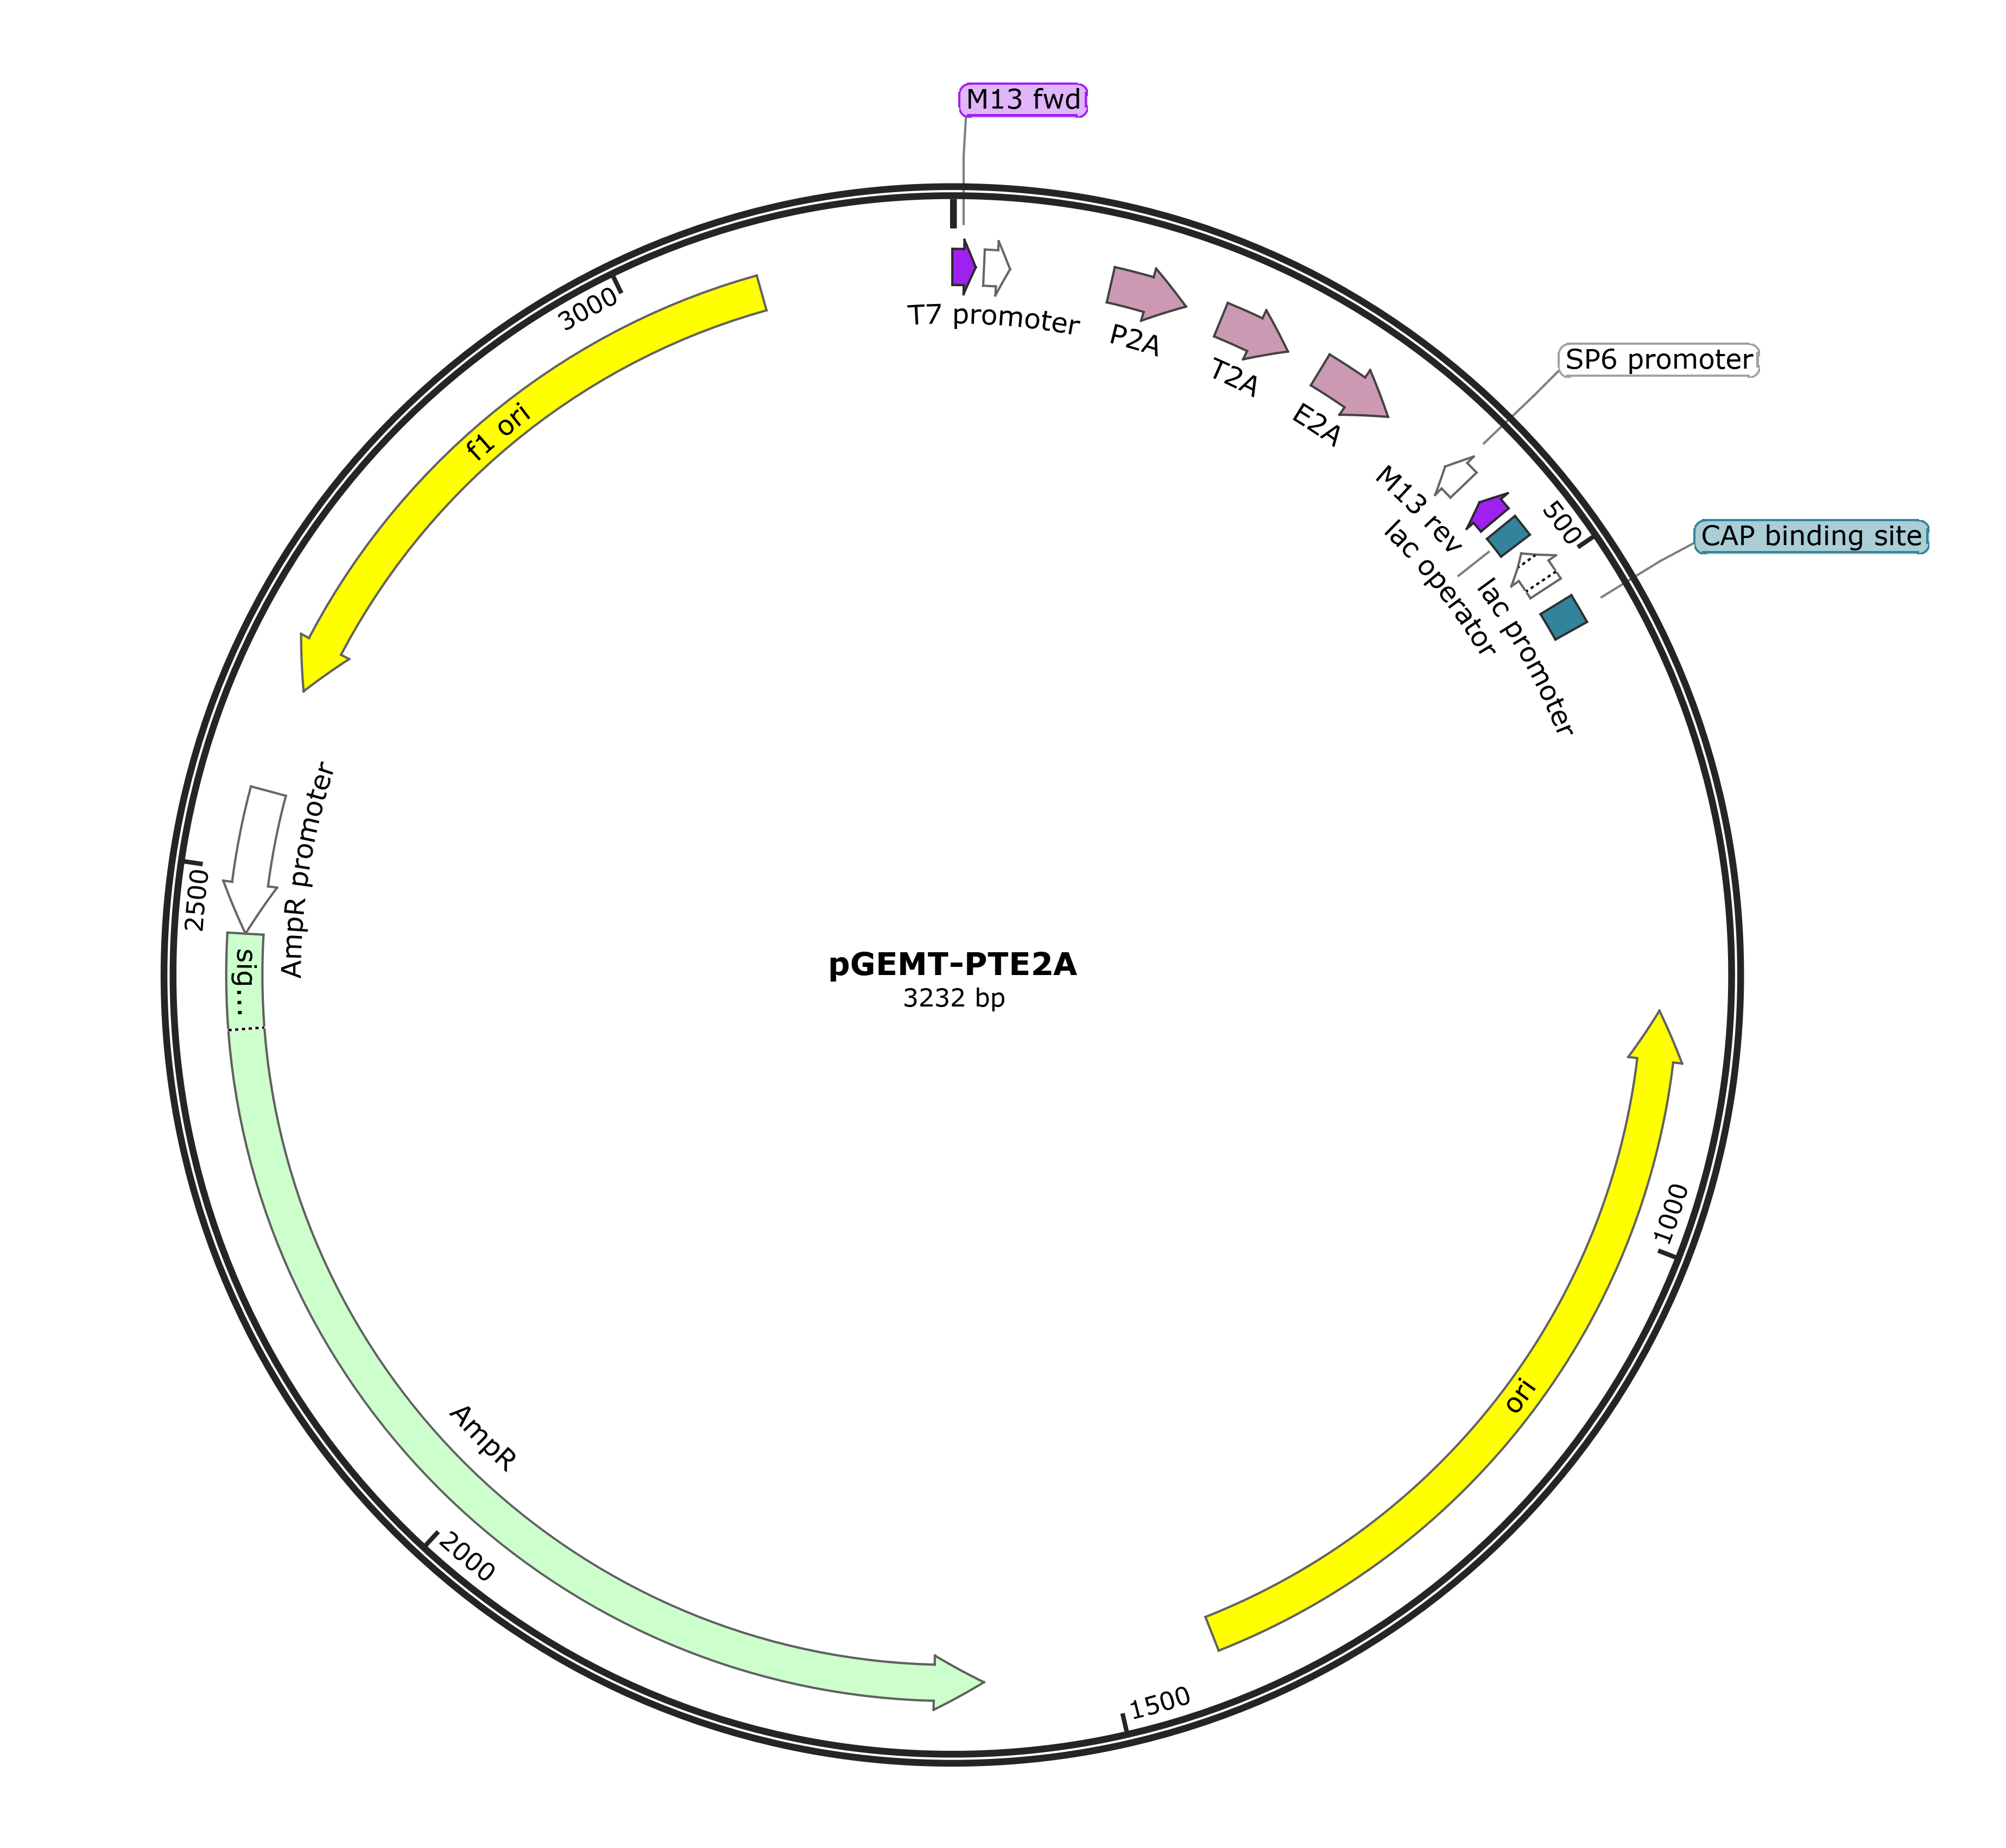 M13 fwd
T7 promoter
P2A
T2A
E2A
SP6 promoter
M13 rev
lac operator
500
CAP binding site
lac promoter
3000
f1 ori
AmpR promoter
2500
sig...
pGEMT-PTE2A
3232 bp
1000
ori
AmpR
2000
1500